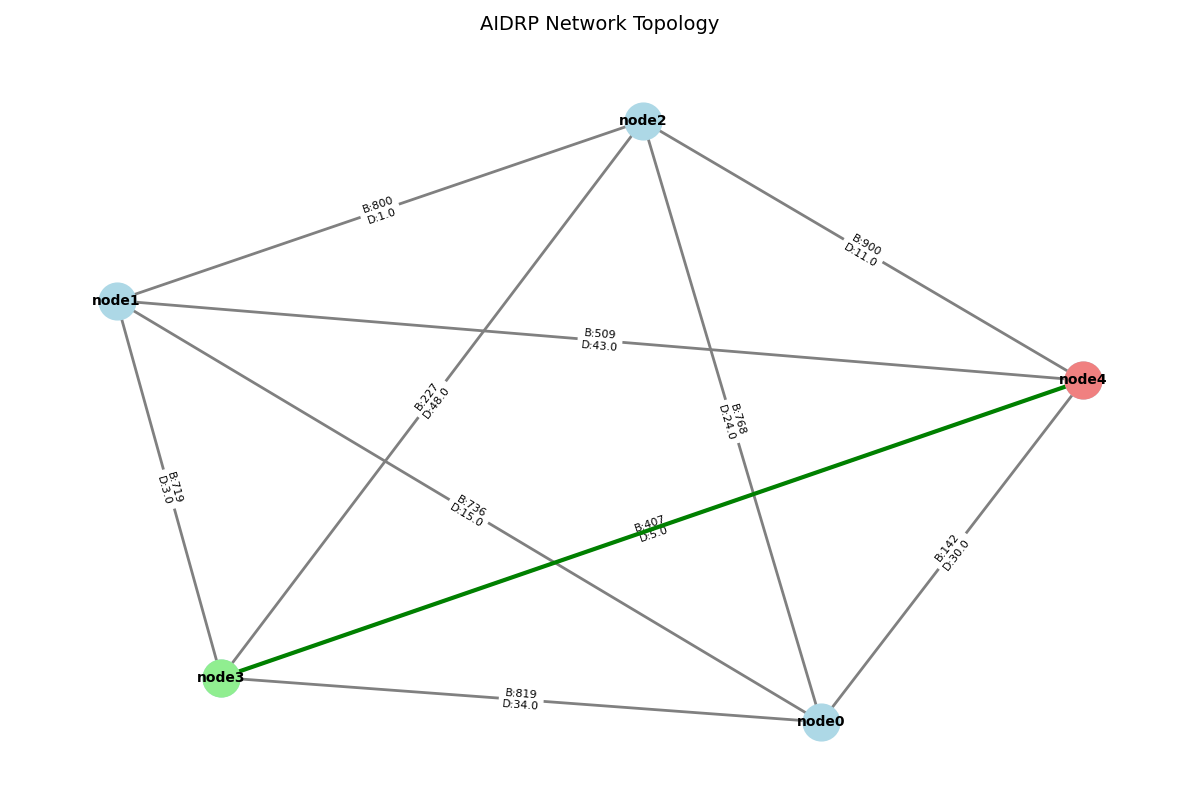 AIDRP Network Topology
node2
B:800
D:1.0
B:900
D:11.0
node1
B:509
D:43.0
node4
B:227
D:48.0
B:768
D:24.0
B:719
D:3.0
B:736
D:15.0
B:407
D:5.0
B:142
D:30.0
node3
B:819
D:34.0
node0